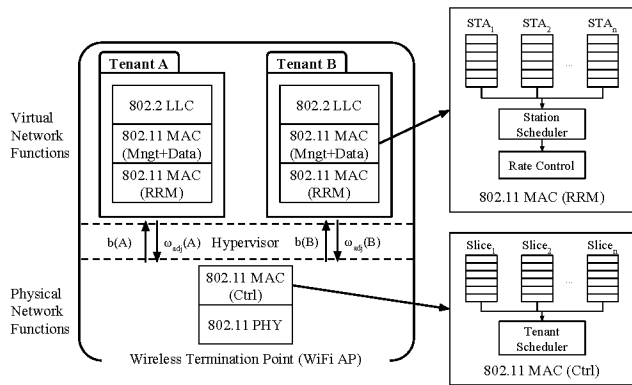 Virtual
Network
Functions
Physical
Network
Functions
Tenant A
802.2 LLC
802.11 MAC
(Mngt+Data)
802.11 MAC
(RRM)
Tenant B
802.2 LLC
802.11 MAC
(Mngt+Data)
802.11 MAC
(RRM)
b(A)
ωadj(A)
Hypervisor
b(B)
ωadj(B)
802.11 MAC
(Ctrl)
802.11 PHY
Wireless Termination Point (WiFi AP)
STA1 STA2 STAn
...
Station
Scheduler
Rate Control
802.11 MAC (RRM)
Slice1 Slice2 Slicen
...
Tenant
Scheduler
802.11 MAC (Ctrl)